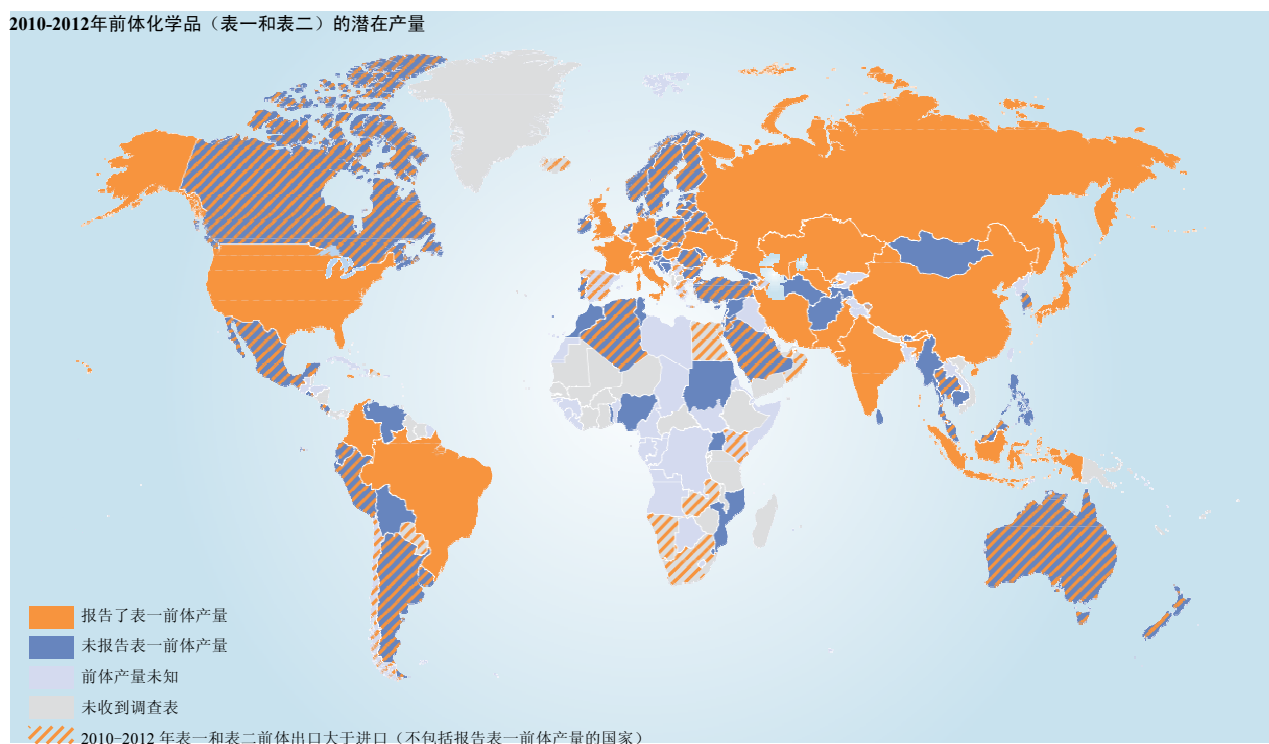 2010-2012年前体化学品（表一和表二）的潜在产量
报告了表一前体产量
未报告表一前体产量
前体产量未知
未收到调查表
2010-2012 年表一和表二前体出口大于进口（不包括报告表一前体产量的国家）